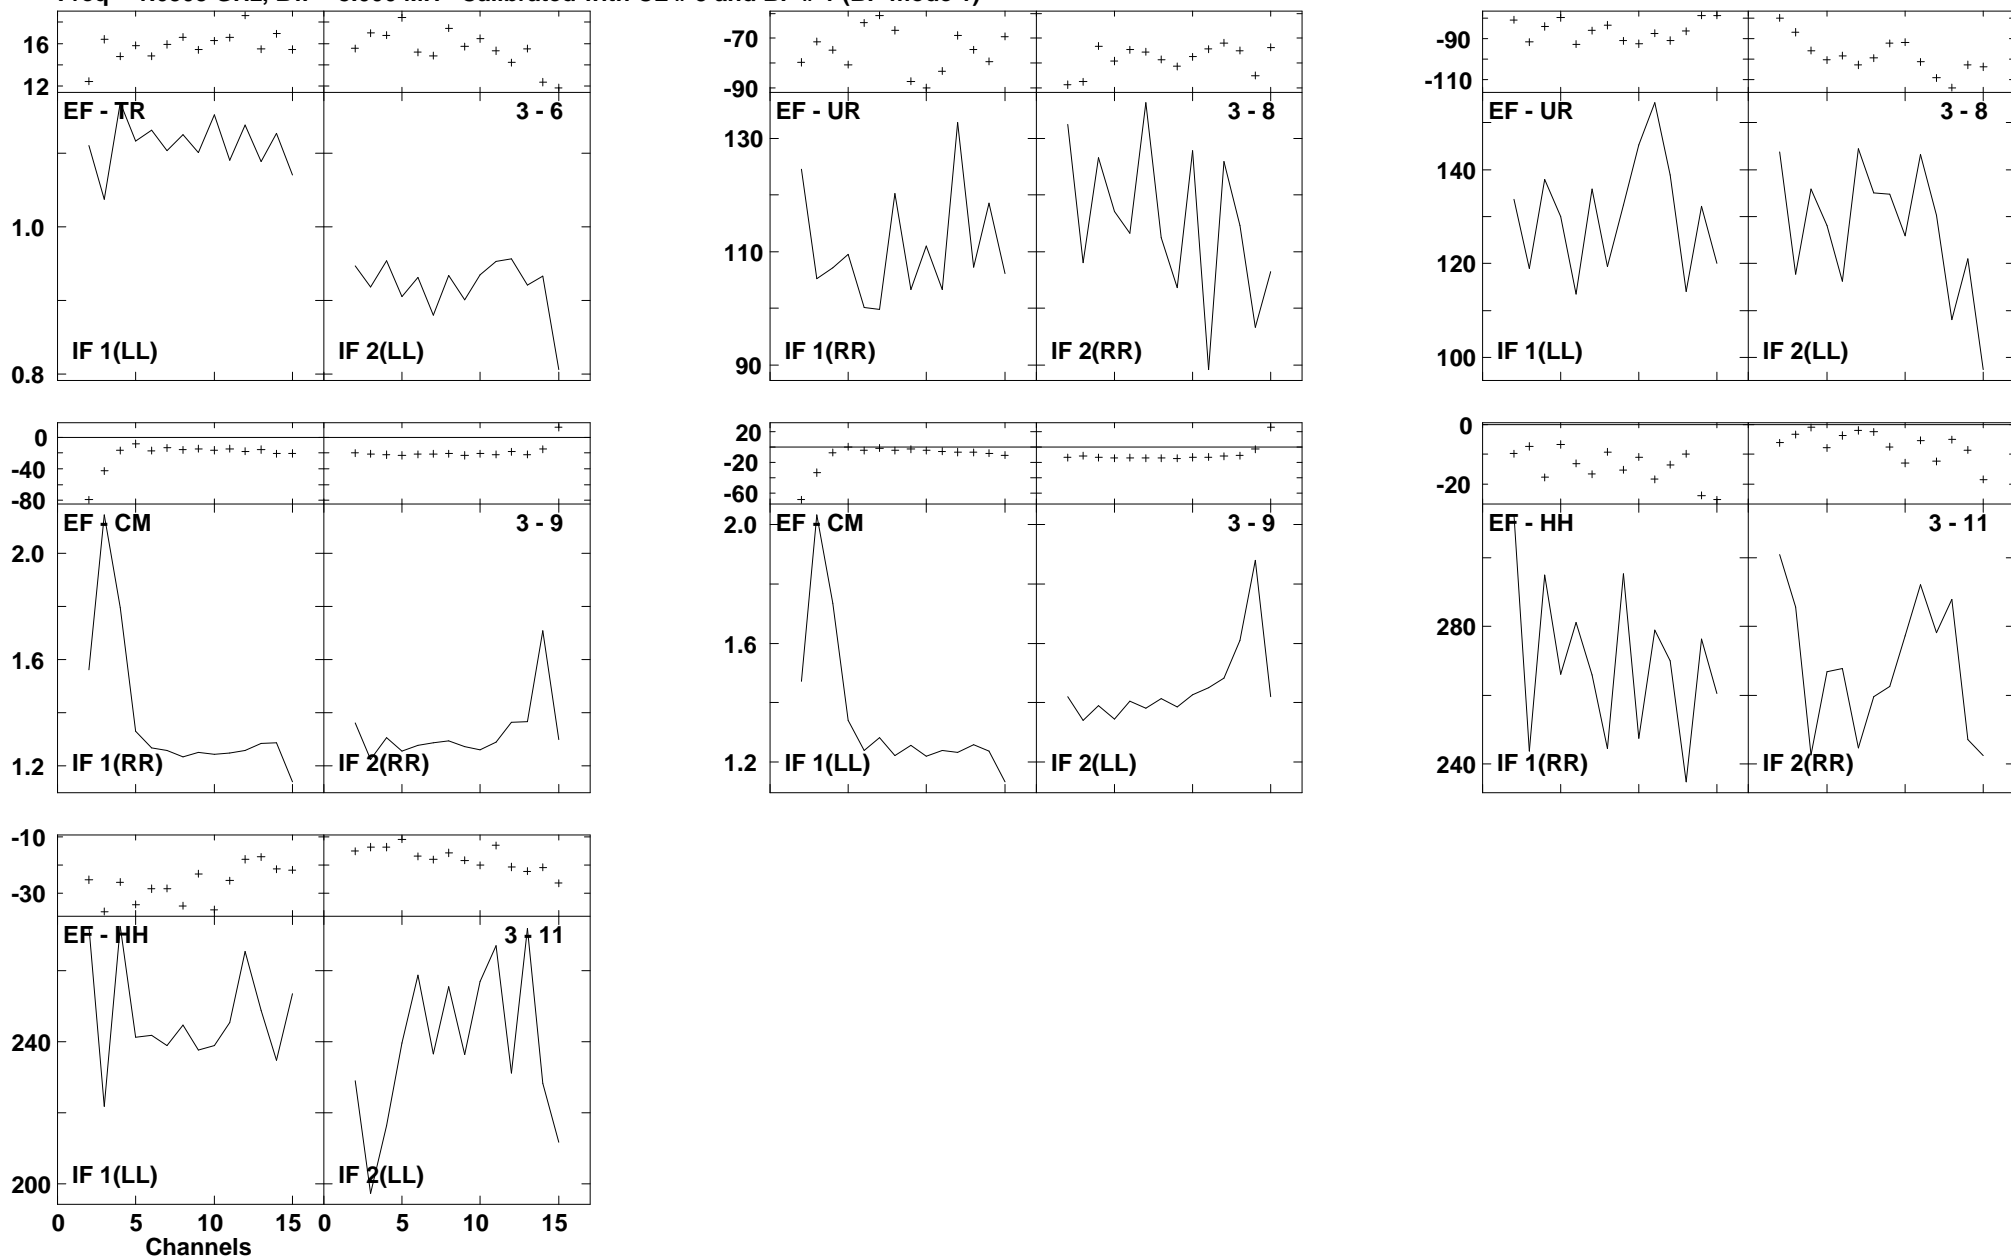 16
12
EF - TR
3 - 6
1.0
0.8
IF 1(LL)
IF 2(LL)
-70
-90
EF - UR
3 - 8
130
110
90
IF 1(RR)
IF 2(RR)
-90
-110
EF - UR
3 - 8
140
120
100
IF 1(LL)
IF 2(LL)
0
-40
-80
EF - CM
3 - 9
2.0
1.6
1.2
IF 1(RR)
IF 2(RR)
20
-20
-60
EF - CM
3 - 9
2.0
1.6
1.2
IF 1(LL)
IF 2(LL)
0
-20
EF - HH
3 - 11
280
240
IF 1(RR)
IF 2(RR)
-10
-30
EF - HH
3 - 11
240
200
IF 1(LL)
IF 2(LL)
0 5 10 15 0 5 10 15
Channels